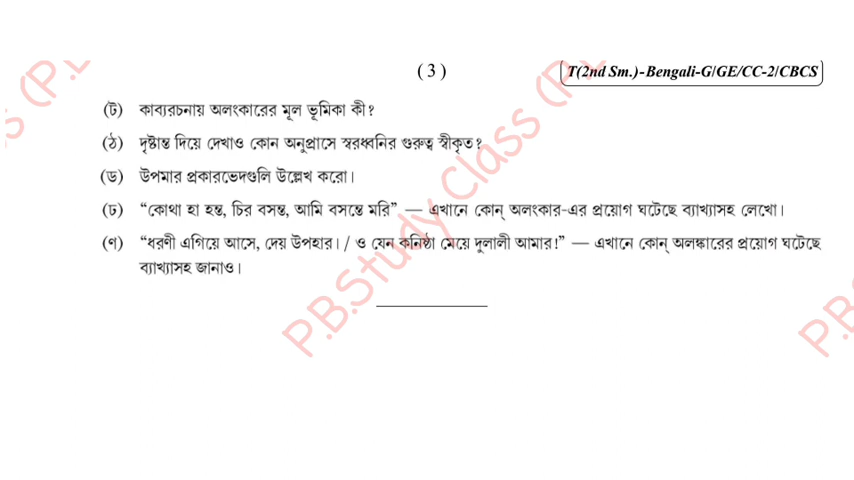 ( 3 ) T(2nd Sm.)-Bengali-G/GE/CC-2/CBCS
(ট) কাব্যরচনায় অলংকারের মূল ভূমিকা কী?
(ঠ) দৃষ্টান্ত দিয়ে দেখাও কোন অনুপ্রাসে স্বরধ্বনির গুরুত্ব স্বীকৃত?
(ড) উপমার প্রকারভেদগুলি উল্লেখ করো।
(ঢ) “কোথা হা হন্ত, চির বসন্ত, আমি বসন্তে মরি” — এখানে কোন্ অলংকার-এর প্রয়োগ ঘটেছে ব্যাখ্যাসহ লেখো।
(ণ) “ধরণী এগিয়ে আসে, দেয় উপহার। / ও যেন কনিষ্ঠা মেয়ে দুলালী আমার!” — এখানে কোন্ অলঙ্কারের প্রয়োগ ঘটেছে
ব্যাখ্যাসহ জানাও।
P.B.Study Class (P.